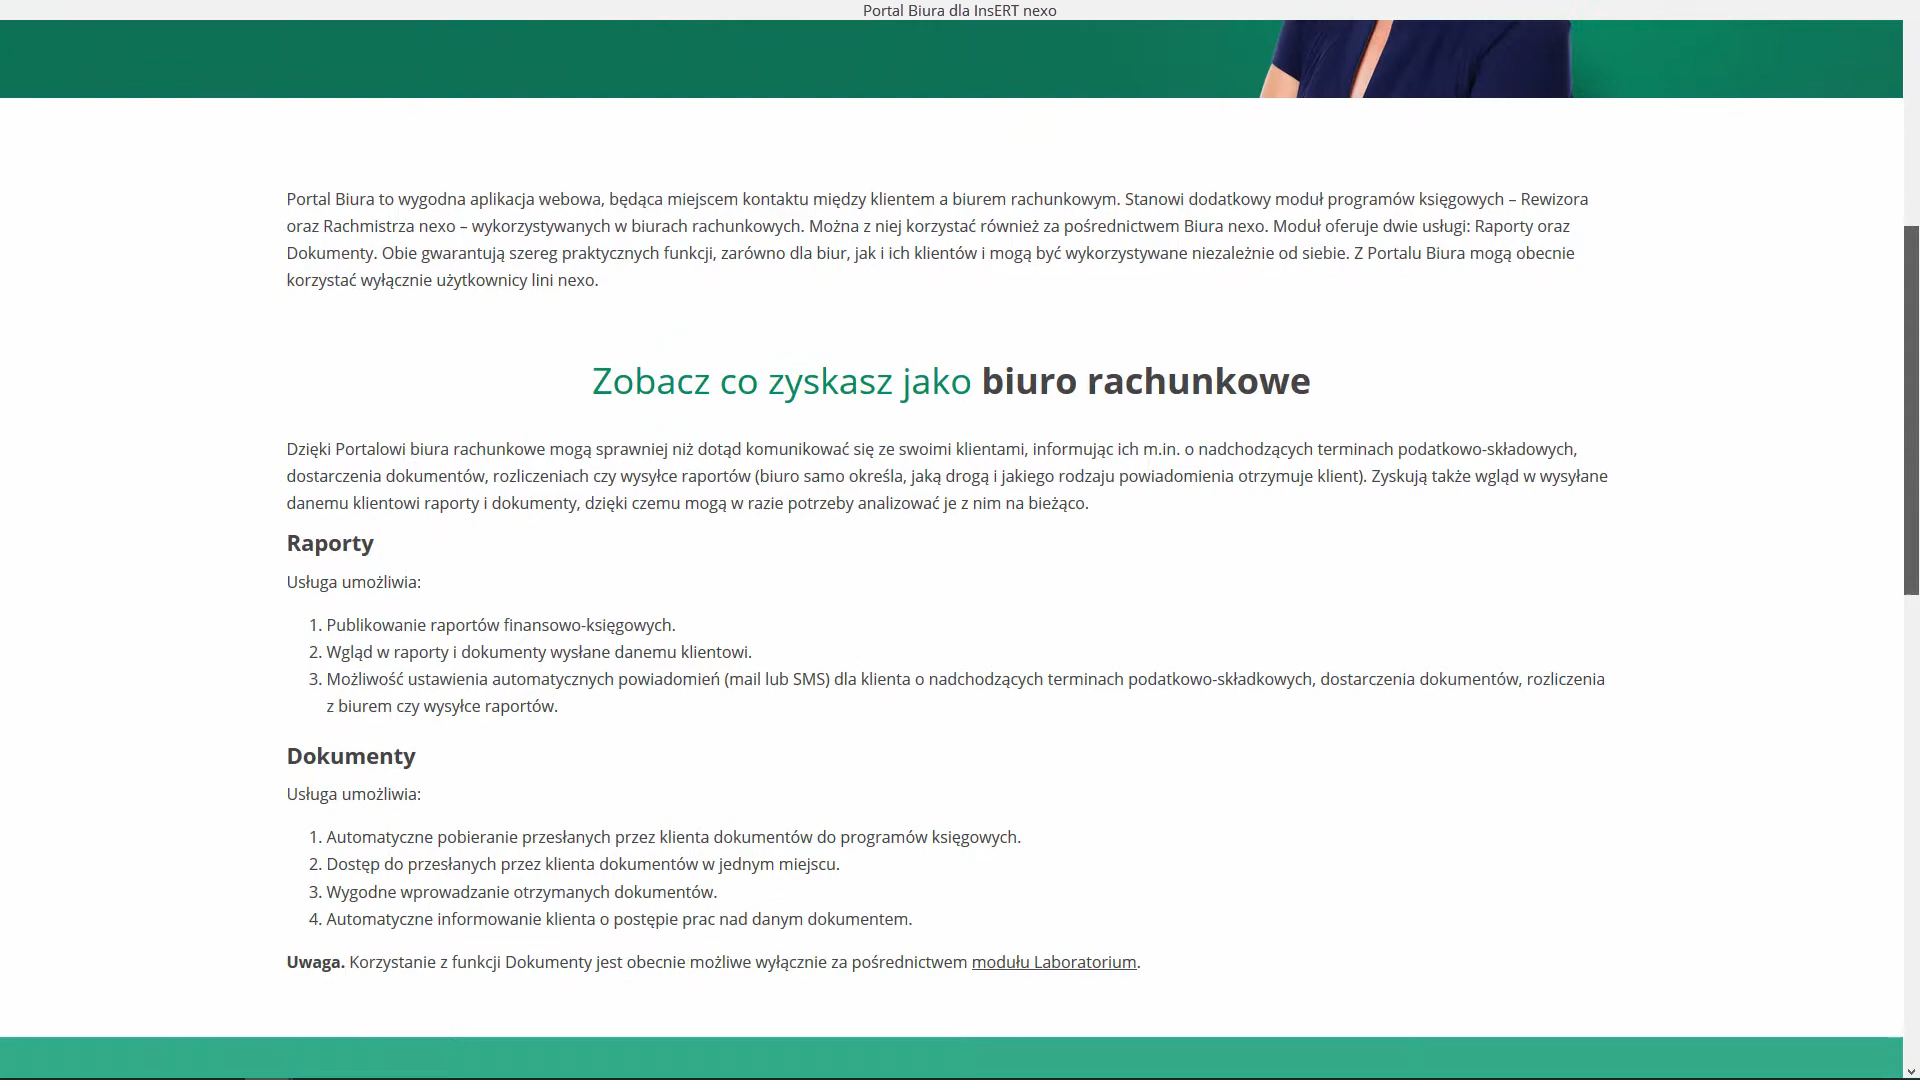 Portal Biura dla InsERT nexo
Portal Biura to wygodna aplikacja webowa, będąca miejscem kontaktu między klientem a biurem rachunkowym. Stanowi dodatkowy moduł programów księgowych – Rewizora
oraz Rachmistrza nexo – wykorzystywanych w biurach rachunkowych. Można z niej korzystać również za pośrednictwem Biura nexo. Moduł oferuje dwie usługi: Raporty oraz
Dokumenty. Obie gwarantują szereg praktycznych funkcji, zarówno dla biur, jak i ich klientów i mogą być wykorzystywane niezależnie od siebie. Z Portalu Biura mogą obecnie
korzystać wyłącznie użytkownicy lini nexo.
Zobacz co zyskasz jako biuro rachunkowe
Dzięki Portalowi biura rachunkowe mogą sprawniej niż dotąd komunikować się ze swoimi klientami, informując ich m.in. o nadchodzących terminach podatkowo-składowych,
dostarczenia dokumentów, rozliczeniach czy wysyłce raportów (biuro samo określa, jaką drogą i jakiego rodzaju powiadomienia otrzymuje klient). Zyskują także wgląd w wysyłane
danemu klientowi raporty i dokumenty, dzięki czemu mogą w razie potrzeby analizować je z nim na bieżąco.
Raporty
Usługa umożliwia:
1. Publikowanie raportów finansowo-księgowych.
2. Wgląd w raporty i dokumenty wysłane danemu klientowi.
3. Możliwość ustawienia automatycznych powiadomień (mail lub SMS) dla klienta o nadchodzących terminach podatkowo-składkowych, dostarczenia dokumentów, rozliczenia
z biurem czy wysyłce raportów.
Dokumenty
Usługa umożliwia:
1. Automatyczne pobieranie przesłanych przez klienta dokumentów do programów księgowych.
2. Dostęp do przesłanych przez klienta dokumentów w jednym miejscu.
3. Wygodne wprowadzanie otrzymanych dokumentów.
4. Automatyczne informowanie klienta o postępie prac nad danym dokumentem.
Uwaga. Korzystanie z funkcji Dokumenty jest obecnie możliwe wyłącznie za pośrednictwem modułu Laboratorium.